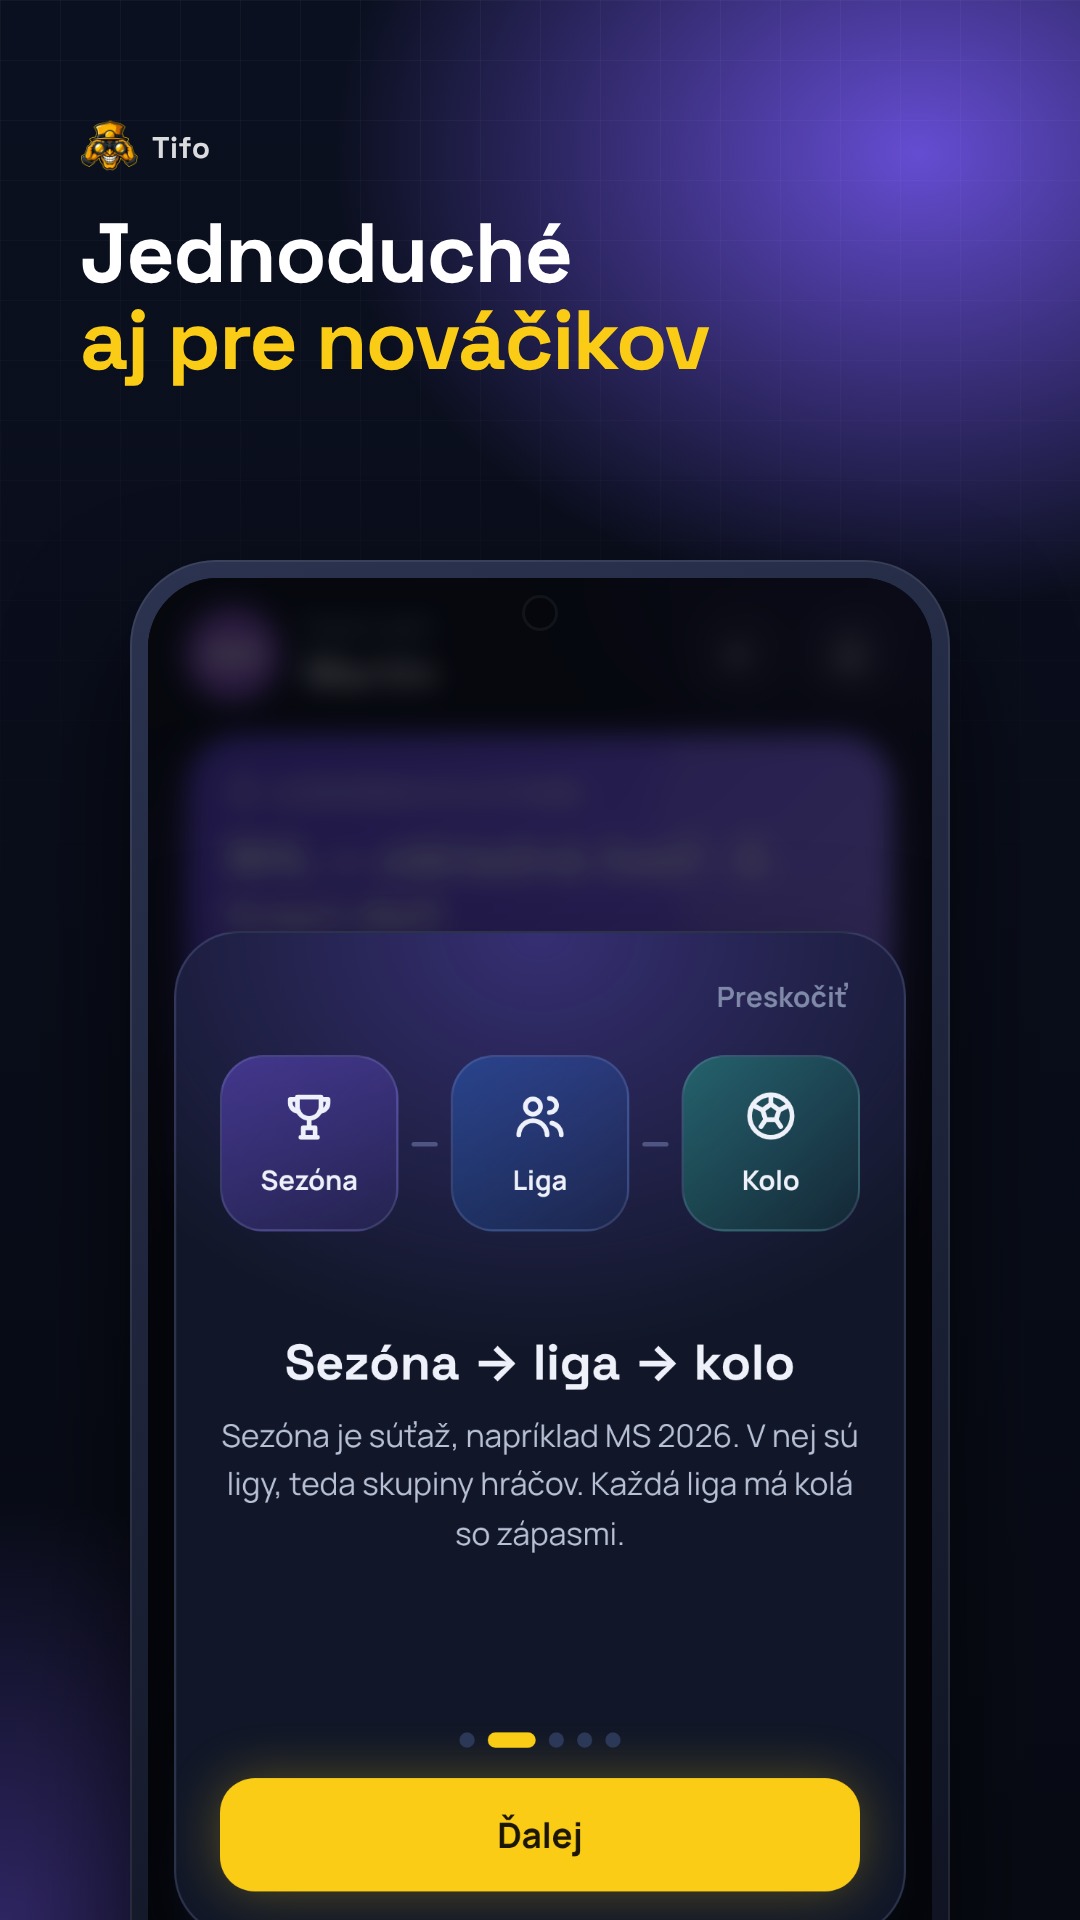 Tifo
Jednoduché
aj pre nováčikov
Preskočiť
Sezóna
Liga
Kolo
Sezóna → liga → kolo
Sezóna je súťaž, napríklad MS 2026. V nej sú
ligy, teda skupiny hráčov. Každá liga má kolá
so zápasmi.
Ďalej